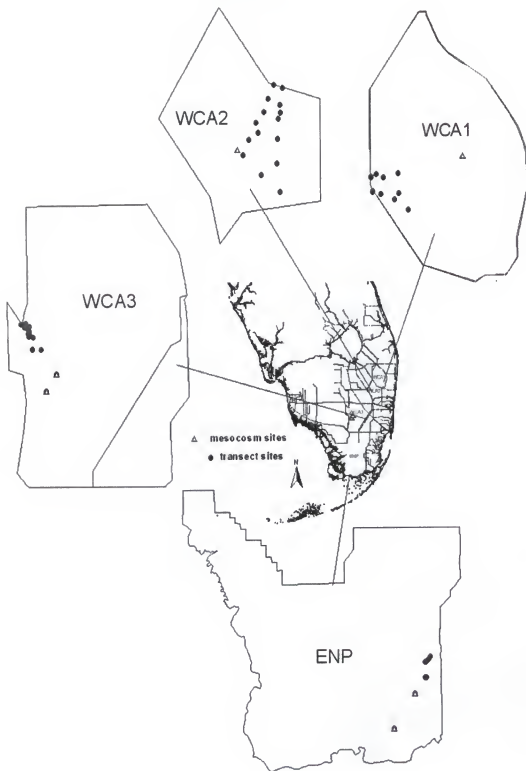 WCA2
WCA1
WCA3
mesocosm sites
transect sites
N
ENP